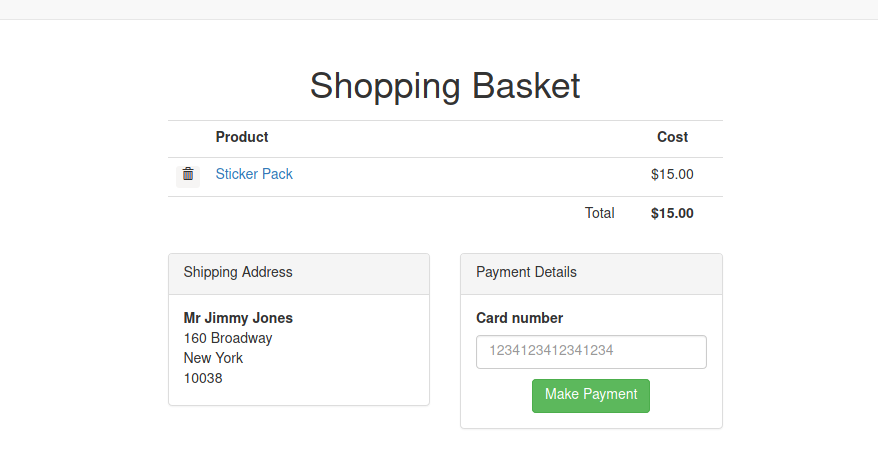 Shopping Basket
Product Cost
Sticker Pack $15.00
Total $15.00
Shipping Address
Mr Jimmy Jones
160 Broadway
New York
10038
Payment Details
Card number
1234123412341234
Make Payment